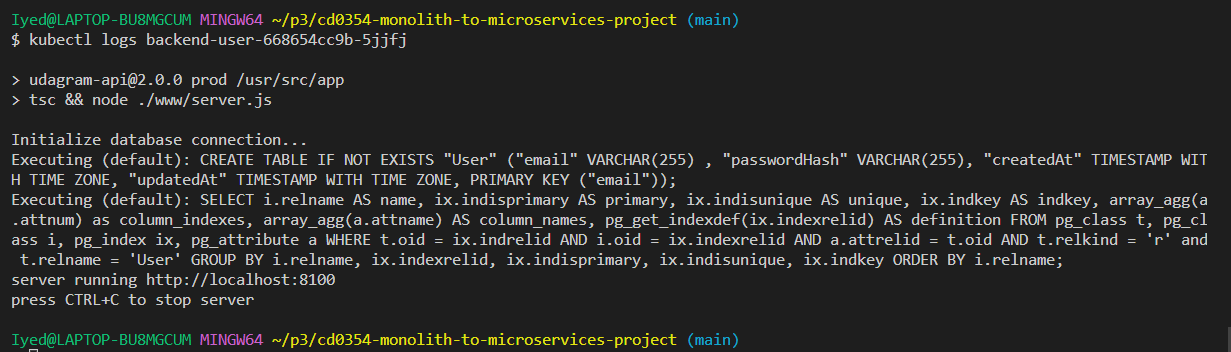 Iyed@LAPTOP-BU8MGCUM MINGW64 ~/p3/cd0354-monolith-to-microservices-project (main)
$ kubectl logs backend-user-668654cc9b-5jjfj
> udagram-api@2.0.0 prod /usr/src/app
> tsc && node ./www/server.js
Initialize database connection...
Executing (default): CREATE TABLE IF NOT EXISTS "User" ("email" VARCHAR(255) , "passwordHash" VARCHAR(255), "createdAt" TIMESTAMP WIT
H TIME ZONE, "updatedAt" TIMESTAMP WITH TIME ZONE, PRIMARY KEY ("email"));
Executing (default): SELECT i.relname AS name, ix.indisprimary AS primary, ix.indisunique AS unique, ix.indkey AS indkey, array_agg(a
.attnum) as column_indexes, array_agg(a.attname) AS column_names, pg_get_indexdef(ix.indexrelid) AS definition FROM pg_class t, pg_cl
ass i, pg_index ix, pg_attribute a WHERE t.oid = ix.indrelid AND i.oid = ix.indexrelid AND a.attrelid = t.oid AND t.relkind = 'r' and
 t.relname = 'User' GROUP BY i.relname, ix.indexrelid, ix.indisprimary, ix.indisunique, ix.indkey ORDER BY i.relname;
server running http://localhost:8100
press CTRL+C to stop server
Iyed@LAPTOP-BU8MGCUM MINGW64 ~/p3/cd0354-monolith-to-microservices-project (main)